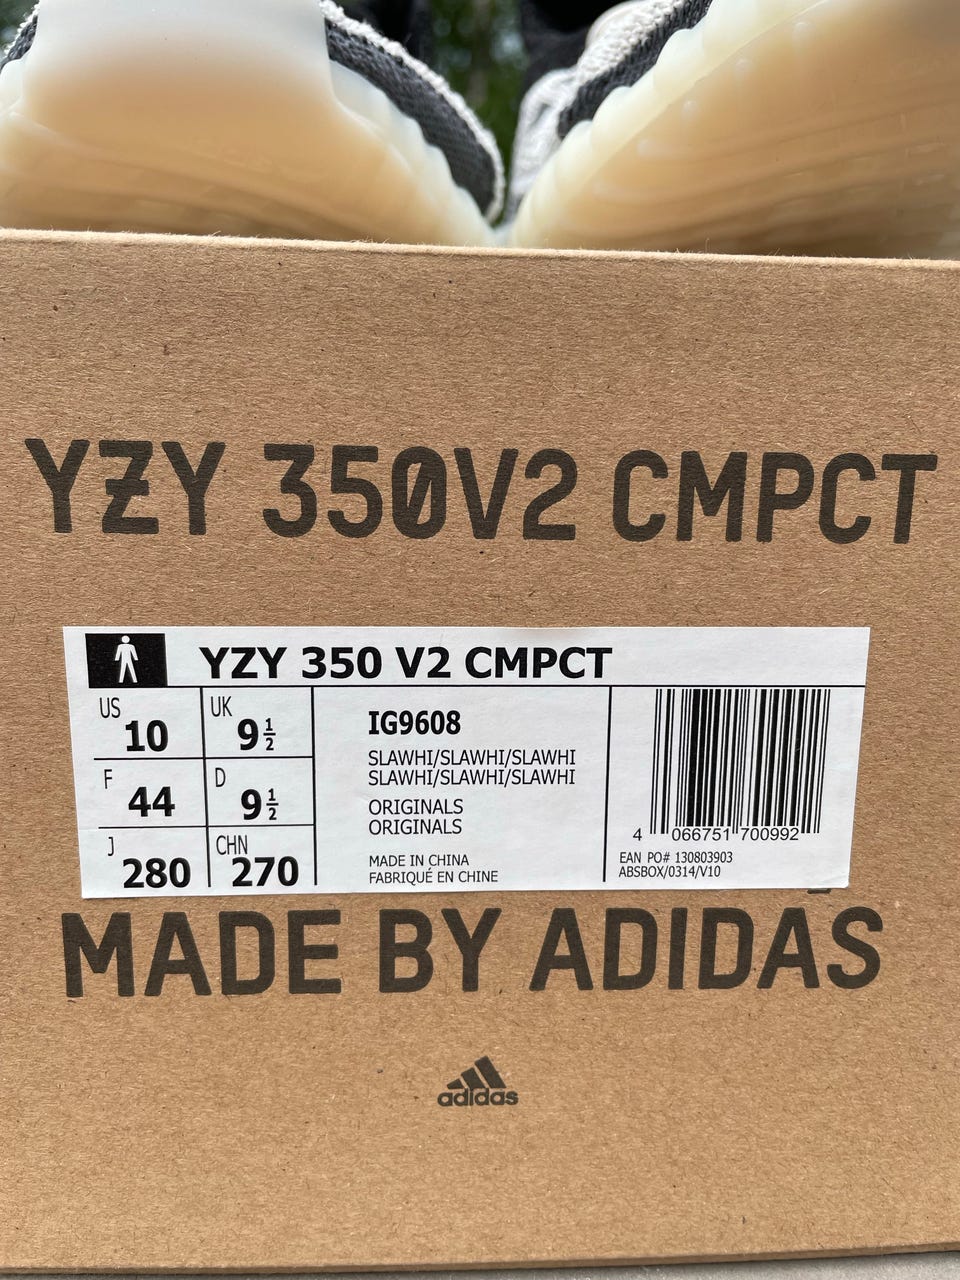 YZY 350V2 CMPCT
YZY 350 V2 CMPCT
US 10 UK 9 1/2
F 44 D 9 1/2
J 280 CHN 270
IG9608
SLAWHI/SLAWHI/SLAWHI
SLAWHI/SLAWHI/SLAWHI
ORIGINALS
ORIGINALS
MADE IN CHINA
FABRIQUÉ EN CHINE
4 066751 700992
EAN PO# 130803903
ABSBOX/0314/V10
MADE BY ADIDAS
adidas